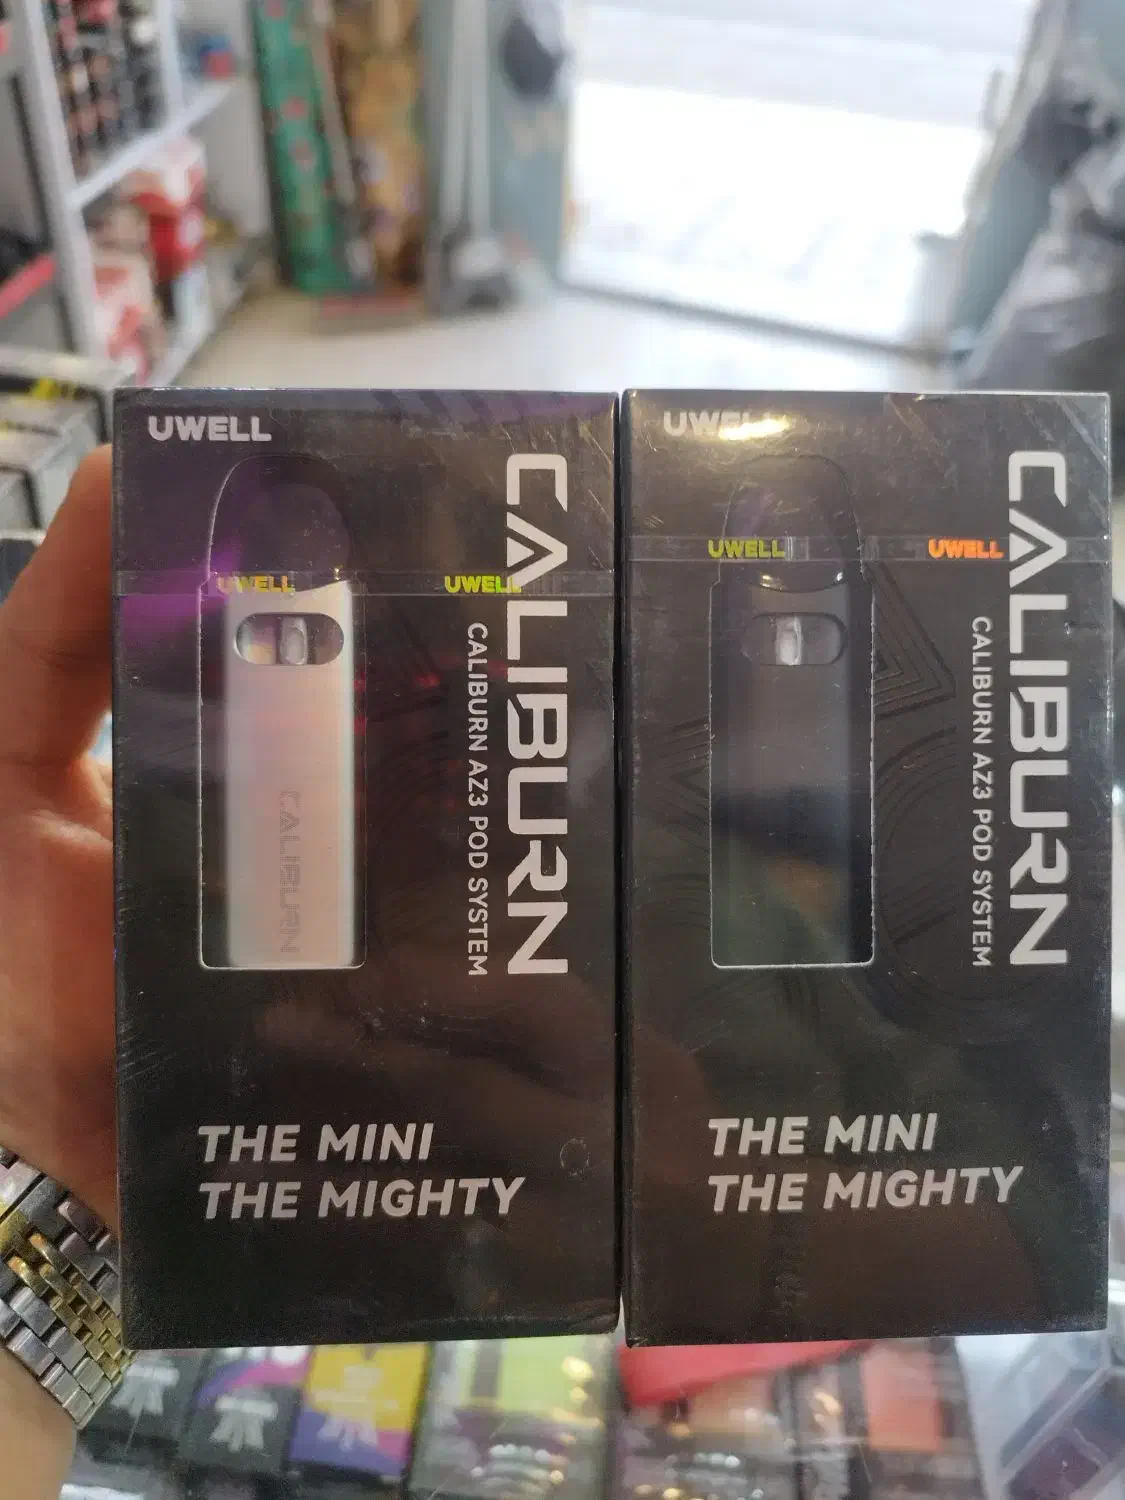 UWELL
UWELL UWELL
CALIBURN
CALIBURN AZ3 POD SYSTEM
CALIBURN
THE MINI
THE MIGHTY
UWELL
UWELL UWELL
CALIBURN
CALIBURN AZ3 POD SYSTEM
THE MINI
THE MIGHTY